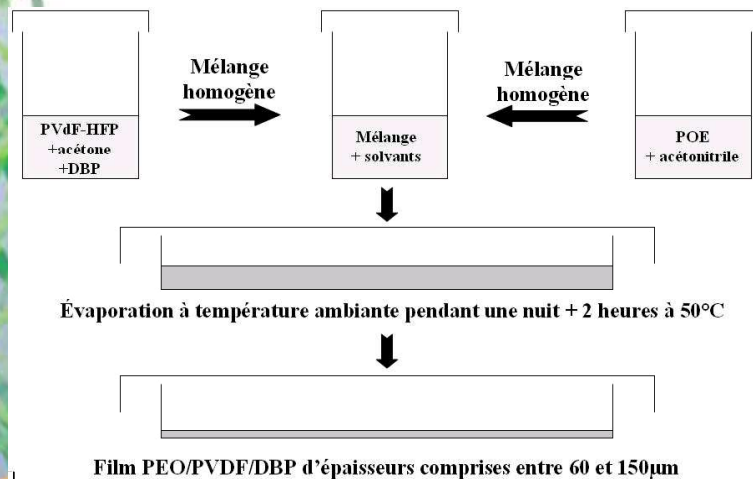 Mélange
homogène
Mélange
homogène
PVdF-HFP
+acétone
+DBP
Mélange
+ solvants
POE
+ acétonitrile
Évaporation à température ambiante pendant une nuit + 2 heures à 50°C
Film PEO/PVDF/DBP d'épaisseurs comprises entre 60 et 150µm